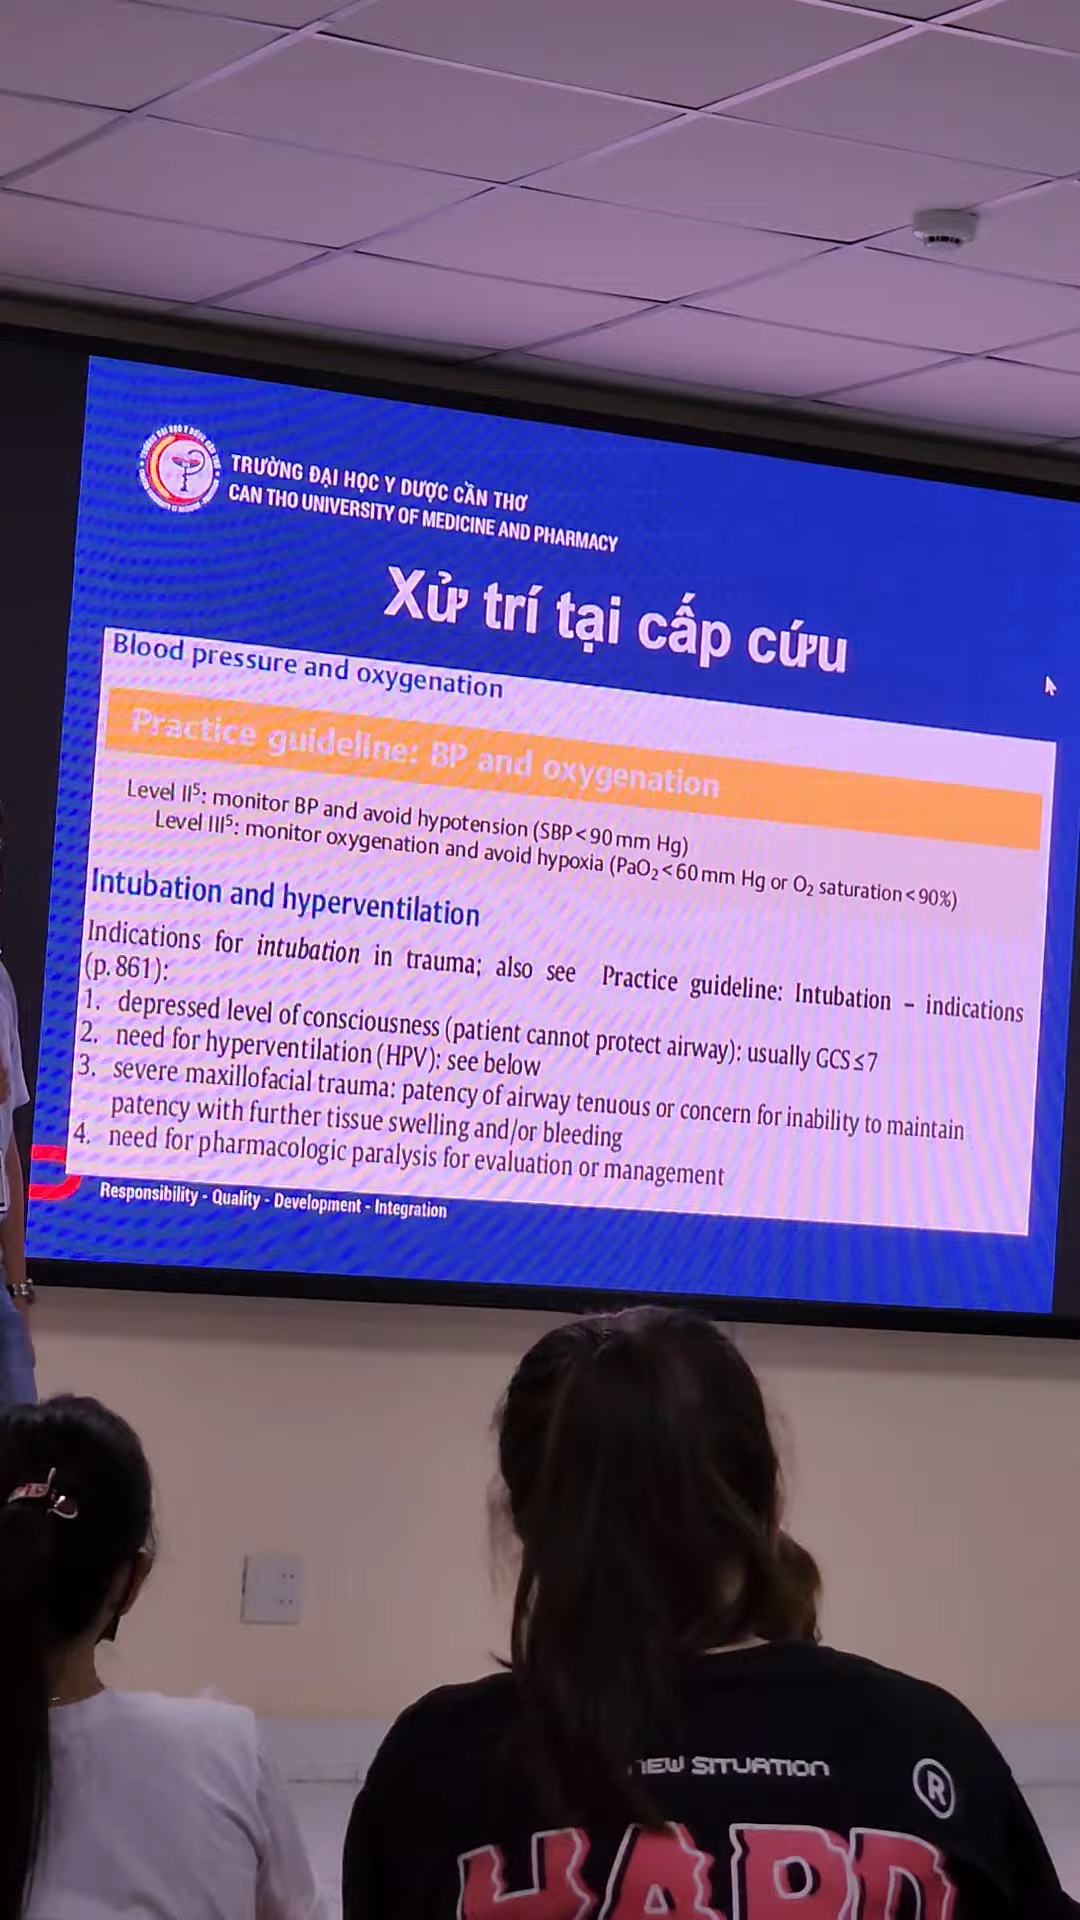 TRƯỜNG ĐẠI HỌC Y DƯỢC CẦN THƠ
CAN THO UNIVERSITY OF MEDICINE AND PHARMACY
Xử trí tại cấp cứu
Blood pressure and oxygenation
Practice guideline: BP and oxygenation
Level II⁵: monitor BP and avoid hypotension (SBP<90mm Hg)
Level III⁵: monitor oxygenation and avoid hypoxia (PaO₂<60mm Hg or O₂ saturation<90%)
Intubation and hyperventilation
Indications for intubation in trauma; also see Practice guideline: Intubation – indications
(p. 861):
1. depressed level of consciousness (patient cannot protect airway): usually GCS≤7
2. need for hyperventilation (HPV): see below
3. severe maxillofacial trauma: patency of airway tenuous or concern for inability to maintain
patency with further tissue swelling and/or bleeding
4. need for pharmacologic paralysis for evaluation or management
Responsibility - Quality - Development - Integration
NEW SITUATION
®
HARD